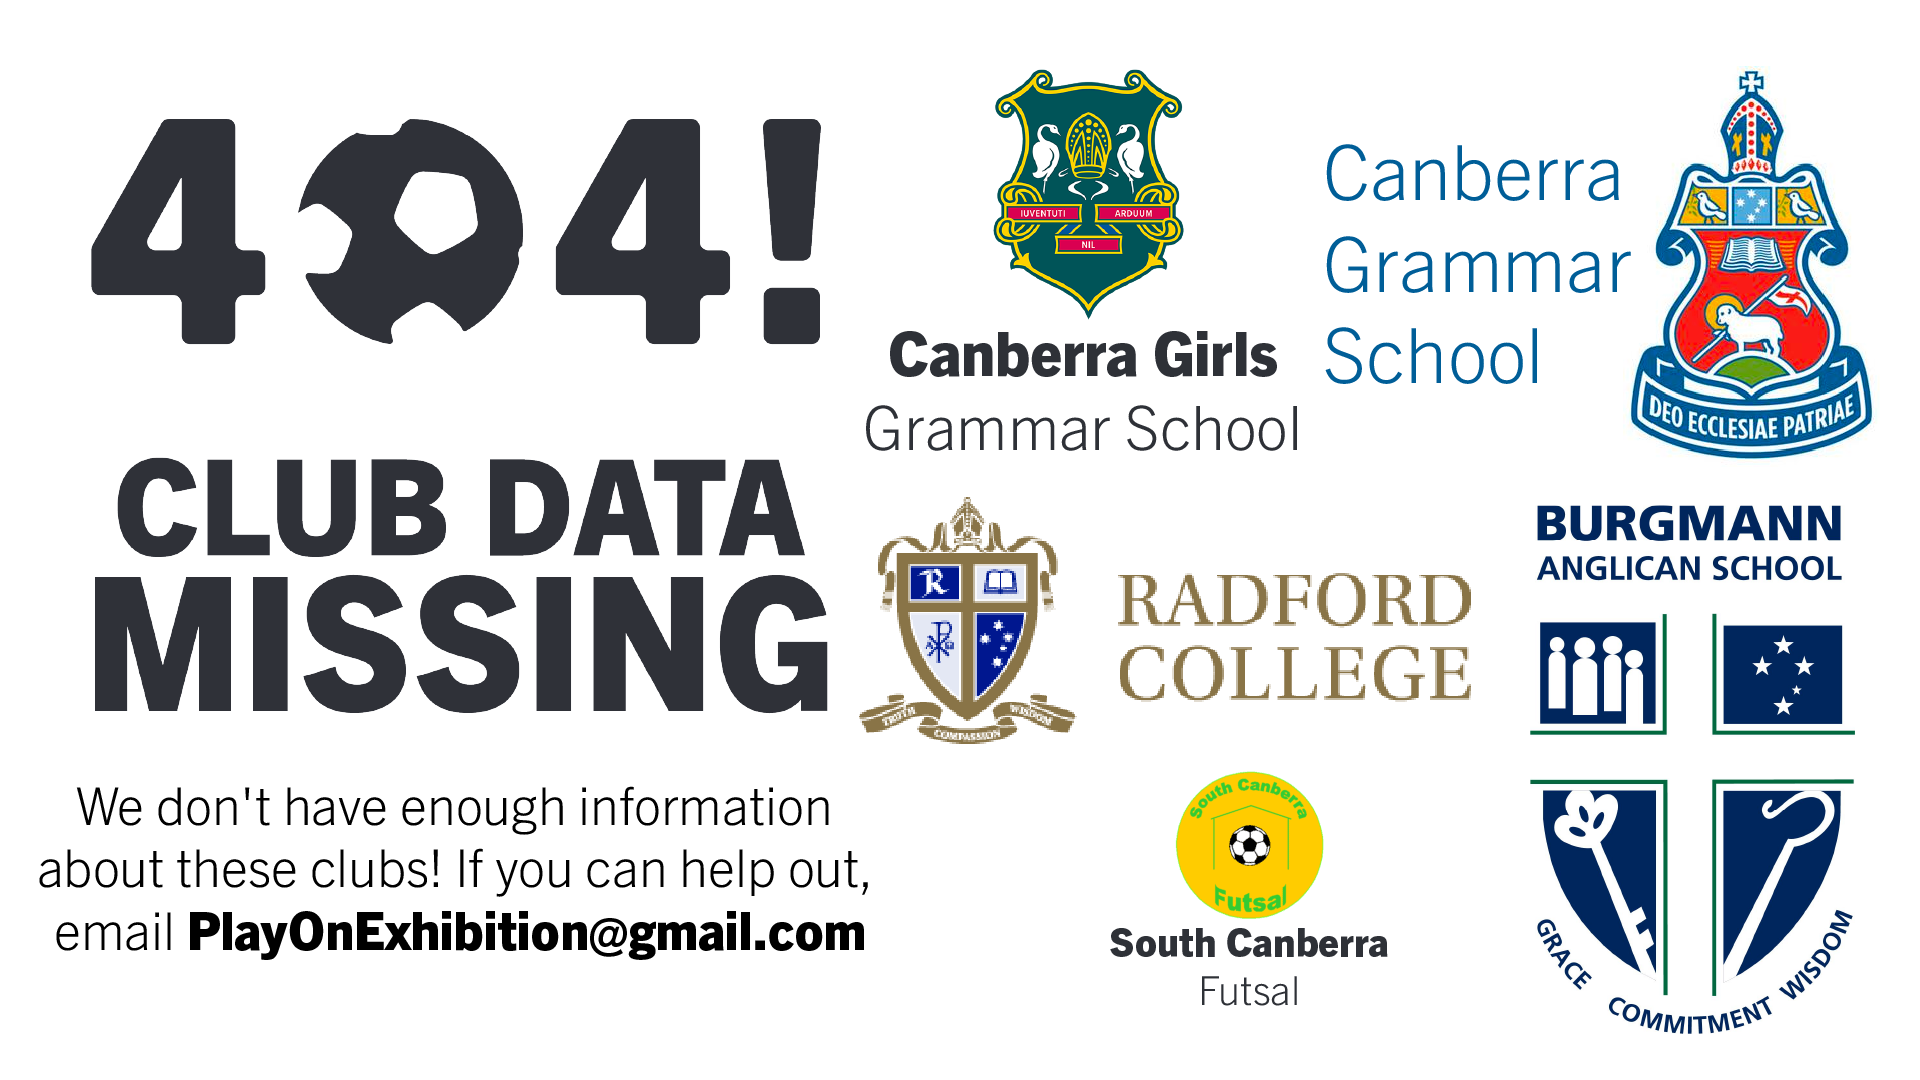 404!
CLUB DATA
MISSING
We don't have enough information
about these clubs! If you can help out,
email PlayOnExhibition@gmail.com
IUVENTUTI
ARDUUM
NIL
Canberra Girls
Grammar School
Canberra
Grammar
School
DEO ECCLESIAE PATRIAE
R
TRUTH
COMPASSION
WISDOM
RADFORD
COLLEGE
South Canberra
Futsal
South Canberra
Futsal
BURGMANN
ANGLICAN SCHOOL
GRACE
COMMITMENT
WISDOM